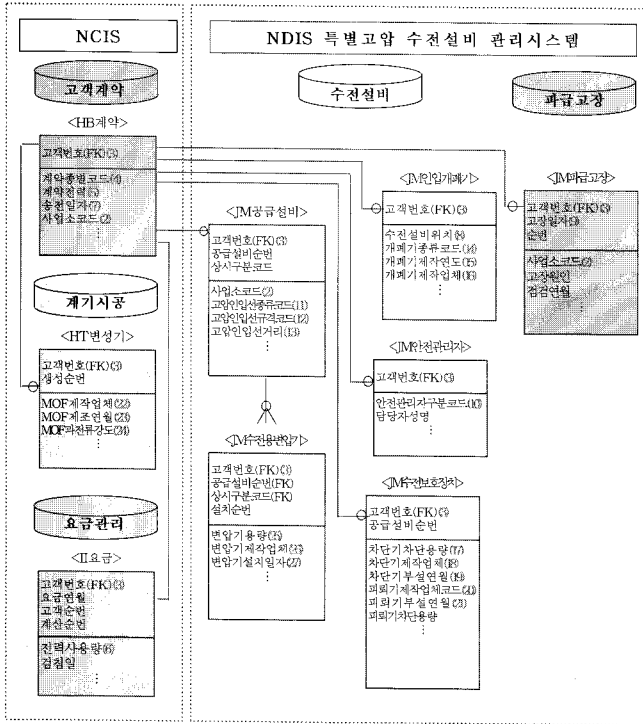 NCIS
고객계약
<HB계약>
고객번호(FK)(3)
계약종별코드(4)
계약전력(5)
송전일자(7)
사업소코드(2)
계기시공
<HT변성기>
고객번호(FK)(3)
생성순번
MOF제작업체(22)
MOF제조연월(23)
MOF과전류강도(24)
요금관리
<II요금>
고객번호(FK)(3)
요금연월
고객순번
계산순번
전력사용량(6)
검침일
NDIS 특별고압 수전설비 관리시스템
수전설비
파급고장
<JM공급설비>
고객번호(FK)(3)
공급설비순번
상시구분코드
사업소코드(2)
고압인입선종류코드(11)
고압인입선규격코드(12)
고압인입선거리(13)
<JM수전용변압기>
고객번호(FK)(3)
공급설비순번(FK)
상시구분코드(FK)
설치순번
변압기용량(25)
변압기제작업체(26)
변압기설치일자(27)
<JM인입개폐기>
고객번호(FK)(3)
수전설비위치(8)
개폐기종류코드(14)
개폐기제작연도(15)
개폐기제작업체(16)
<JM안전관리자>
고객번호(FK)(3)
안전관리자구분코드(10)
담당자성명
<JM수전보호장치>
고객번호(FK)(3)
공급설비순번
차단기차단용량(17)
차단기제작업체(18)
차단기부설연월(19)
피뢰기제작업체코드(20)
피뢰기부설연월(21)
피뢰기차단용량
<JM파급고장>
고객번호(FK)(3)
고장일자(9)
순번
사업소코드(2)
고장원인
점검연월